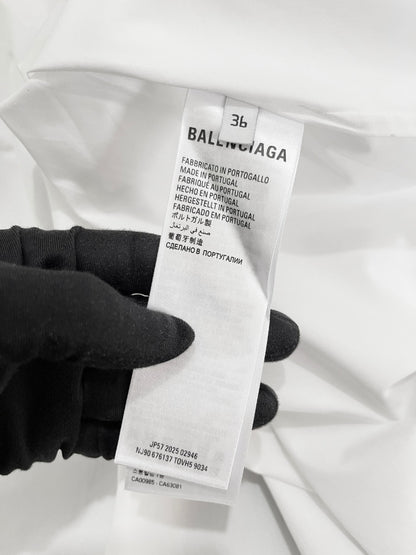 36
BALENCIAGA
FABBRICATO IN PORTOGALLO
MADE IN PORTUGAL
FABRIQUÉ AU PORTUGAL
HECHO EN PORTUGAL
HERGESTELLT IN PORTUGAL
FABRICADO EM PORTUGAL
ポルトガル製
صنع في البرتغال
葡萄牙制造
СДЕЛАНО В ПОРТУГАЛИИ
JP57 2025 02946
NJ90 676137 TOVH5 9034
CA00985 - CA63081